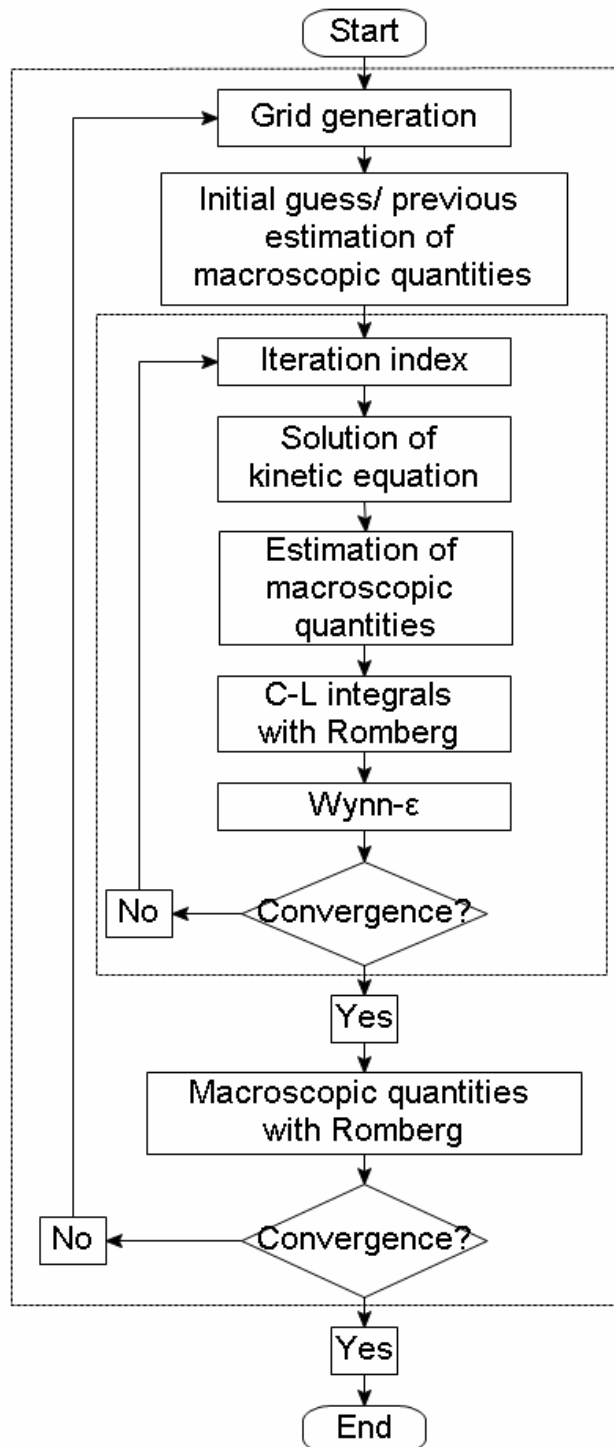 Start
Grid generation
Initial guess/ previous
estimation of
macroscopic quantities
Iteration index
Solution of
kinetic equation
Estimation of
macroscopic
quantities
C-L integrals
with Romberg
Wynn-ε
Convergence?
No
Yes
Macroscopic quantities
with Romberg
Convergence?
No
Yes
End